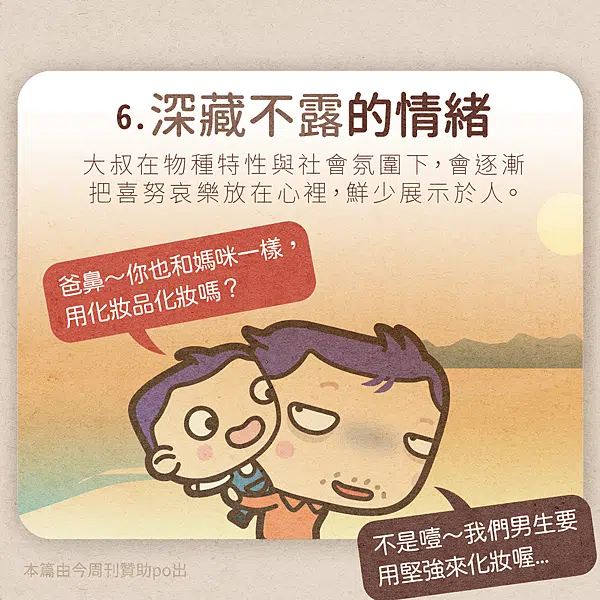 6.深藏不露的情緒
大叔在物種特性與社會氛圍下，會逐漸
把喜努哀樂放在心裡，鮮少展示於人。
爸鼻～你也和媽咪一樣，
用化妝品化妝嗎？
不是噎～我們男生要
用堅強來化妝喔...
本篇由今周刊贊助po出